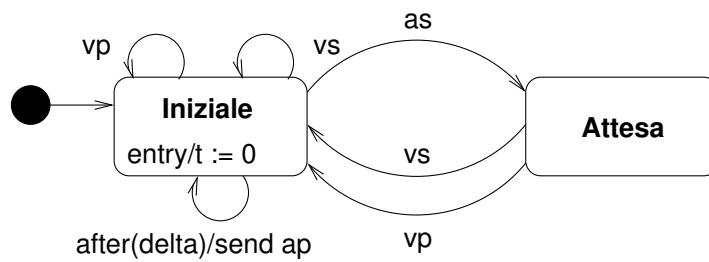 as
vp
vs
Iniziale
entry/t := 0
Attesa
vs
vp
after(delta)/send ap